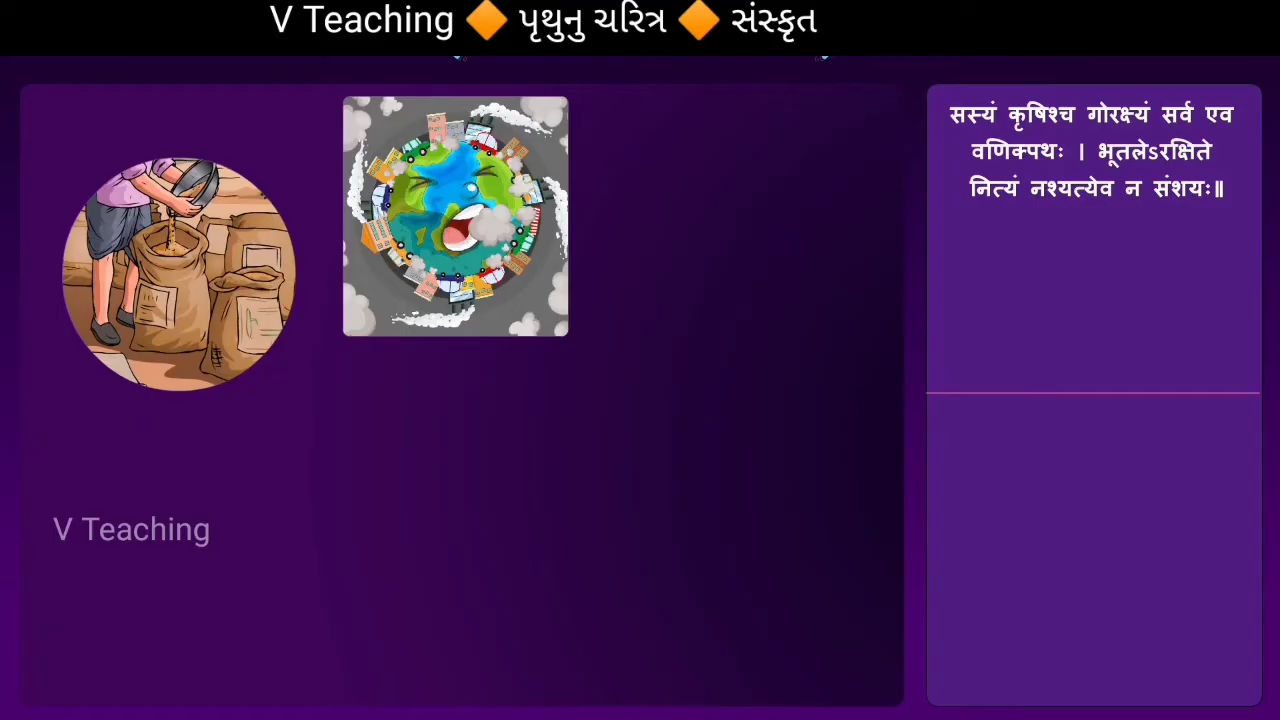 V Teaching 🔶 પૃથુનુ ચરિત્ર 🔶 સંસ્કૃત
सस्यं कृषिश्च गोरक्ष्यं सर्व एव
वणिक्पथः । भूतलेऽरक्षिते
नित्यं नश्यत्येव न संशयः॥
V Teaching